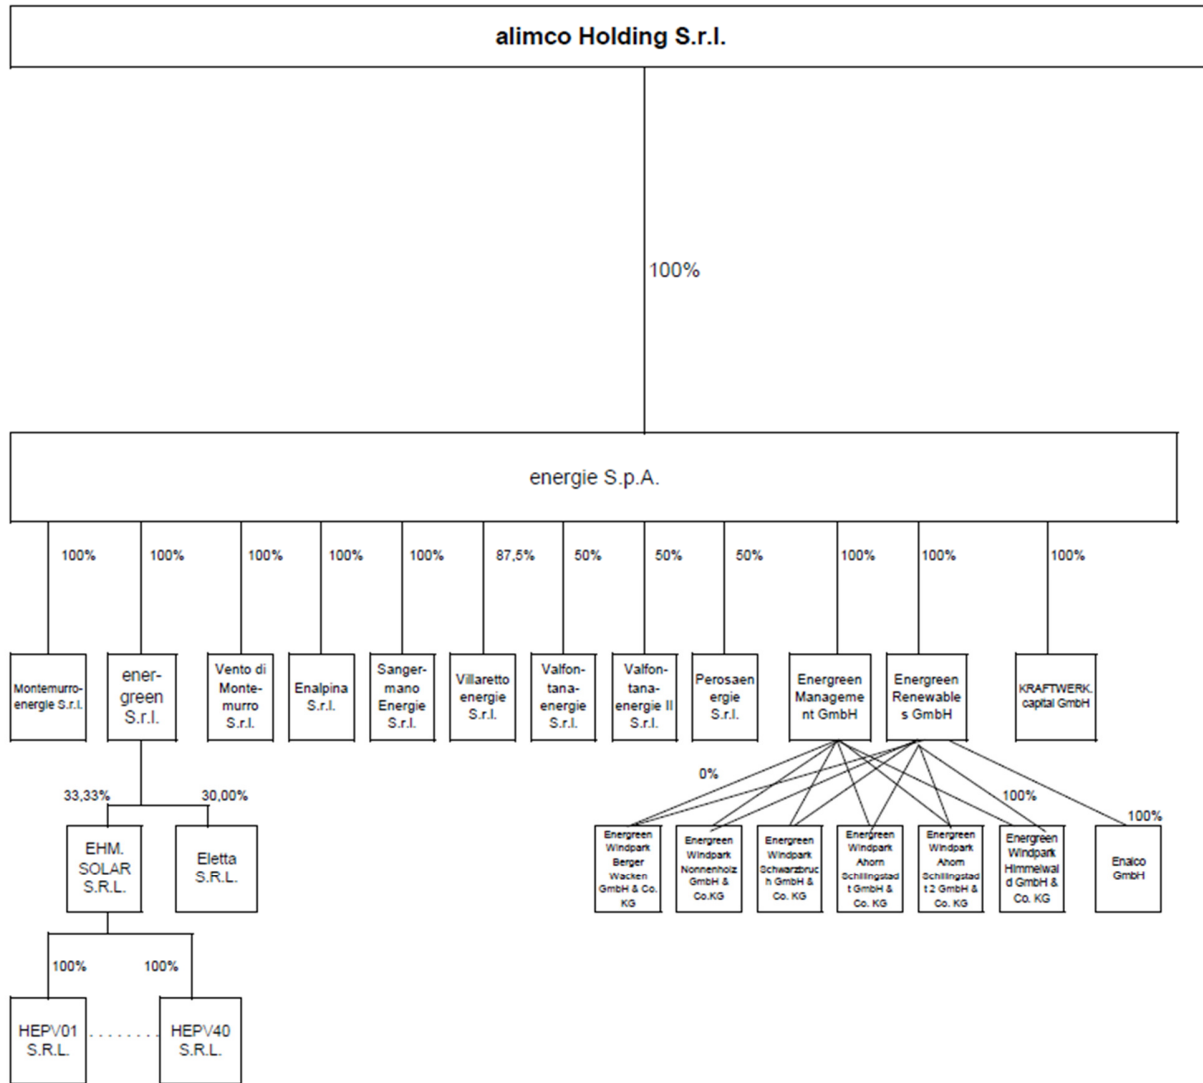 alimco Holding S.r.l.
100%
energie S.p.A.
100%
100%
100%
100%
100%
87,5%
50%
50%
50%
100%
100%
100%
Montemurro-
energie S.r.l.
ener-
green
S.r.l.
Vento di
Monte-
murro
S.r.l.
Enalpina
S.r.l.
Sanger-
mano
Energie
S.r.l.
Villaretto
energie
S.r.l.
Valfon-
tana-
energie
S.r.l.
Valfon-
tana-
energie II
S.r.l.
Perosaen
ergie
S.r.l.
Energreen
Manageme
nt GmbH
Energreen
Renewable
s GmbH
KRAFTWERK.
capital GmbH
0%
100%
100%
33,33%
30,00%
EHM.
SOLAR
S.R.L.
Eletta
S.R.L.
Energreen
Windpark
Berger
Wacken
GmbH & Co.
KG
Energreen
Windpark
Nonnenholz
GmbH &
Co.KG
Energreen
Windpark
Schwarzbruc
h GmbH &
Co. KG
Energreen
Windpark
Ahorn
Schillingstad
t GmbH &
Co. KG
Energreen
Windpark
Ahorn
Schillingstad
t 2 GmbH &
Co. KG
Energreen
Windpark
Himmelwal
d GmbH &
Co. KG
Enalco
GmbH
100%
100%
HEPV01
S.R.L.
HEPV40
S.R.L.